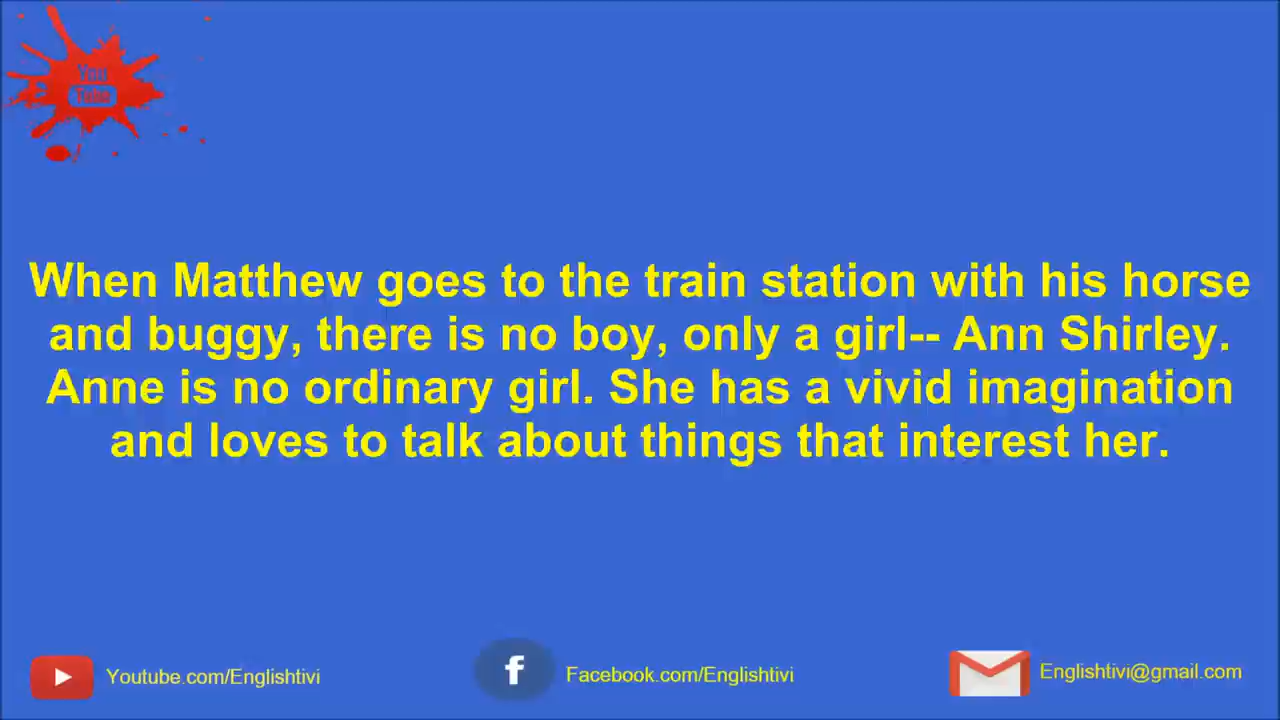 You
Tube
When Matthew goes to the train station with his horse
and buggy, there is no boy, only a girl-- Ann Shirley.
Anne is no ordinary girl. She has a vivid imagination
and loves to talk about things that interest her.
Youtube.com/Englishtivi
f
Facebook.com/Englishtivi
Englishtivi@gmail.com